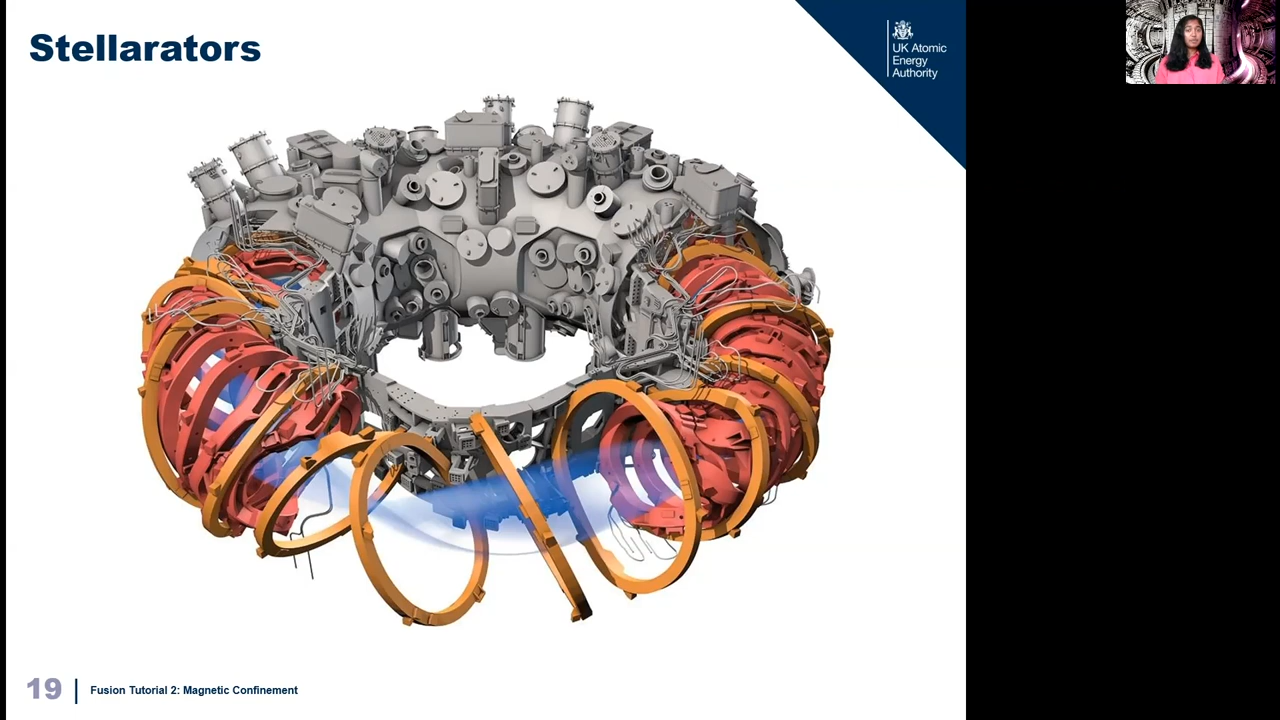 Stellarators
UK Atomic
Energy
Authority
19
Fusion Tutorial 2: Magnetic Confinement